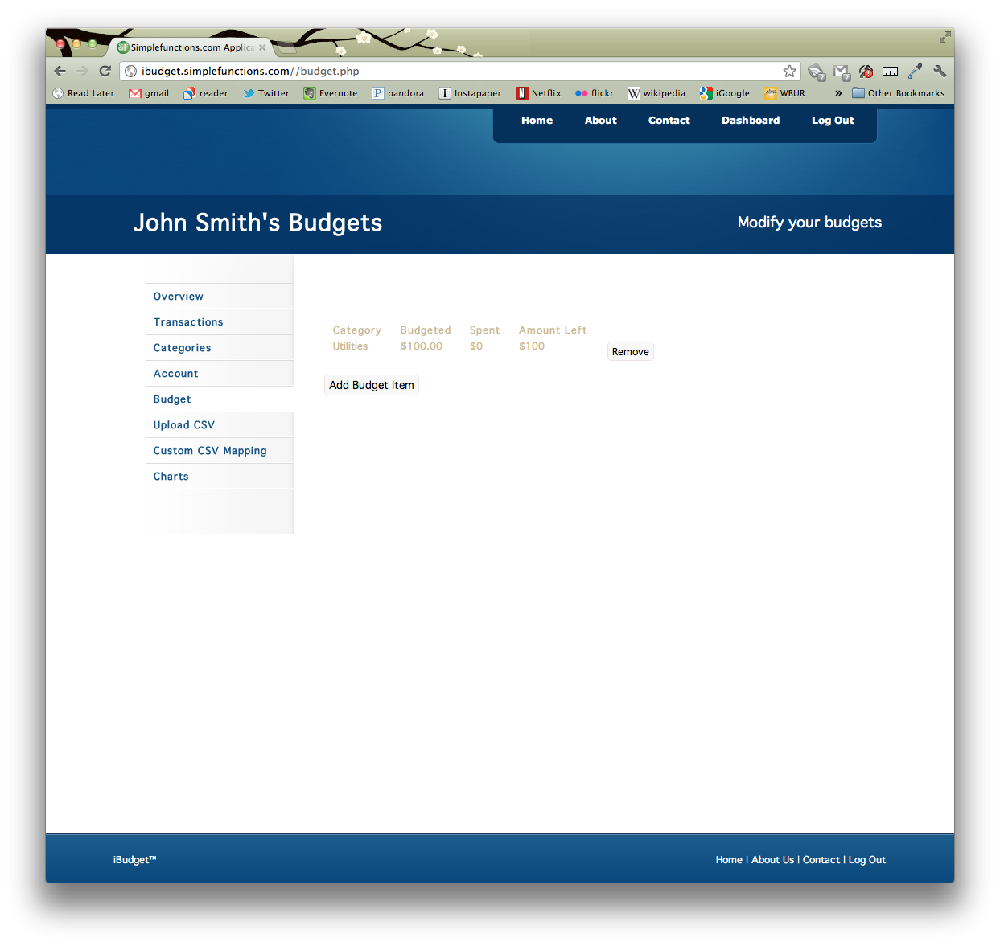 Simplefunctions.com Applica
ibudget.simplefunctions.com//budget.php
Read Later gmail reader Twitter Evernote pandora Instapaper Netflix flickr wikipedia iGoogle WBUR » Other Bookmarks
Home About Contact Dashboard Log Out
John Smith's Budgets
Modify your budgets
Overview
Transactions
Categories
Account
Budget
Upload CSV
Custom CSV Mapping
Charts
Category Budgeted Spent Amount Left
Utilities $100.00 $0 $100 Remove
Add Budget Item
iBudget™
Home | About Us | Contact | Log Out